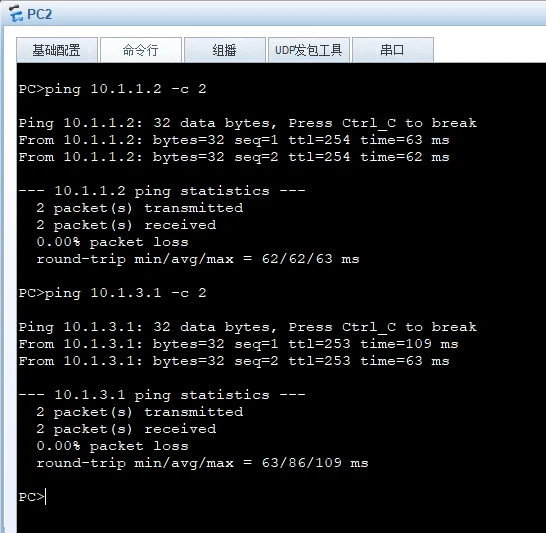 PC2
基础配置 命令行 组播 UDP发包工具 串口
PC>ping 10.1.1.2 -c 2
Ping 10.1.1.2: 32 data bytes, Press Ctrl_C to break
From 10.1.1.2: bytes=32 seq=1 ttl=254 time=63 ms
From 10.1.1.2: bytes=32 seq=2 ttl=254 time=62 ms
--- 10.1.1.2 ping statistics ---
2 packet(s) transmitted
2 packet(s) received
0.00% packet loss
round-trip min/avg/max = 62/62/63 ms
PC>ping 10.1.3.1 -c 2
Ping 10.1.3.1: 32 data bytes, Press Ctrl_C to break
From 10.1.3.1: bytes=32 seq=1 ttl=253 time=109 ms
From 10.1.3.1: bytes=32 seq=2 ttl=253 time=63 ms
--- 10.1.3.1 ping statistics ---
2 packet(s) transmitted
2 packet(s) received
0.00% packet loss
round-trip min/avg/max = 63/86/109 ms
PC>